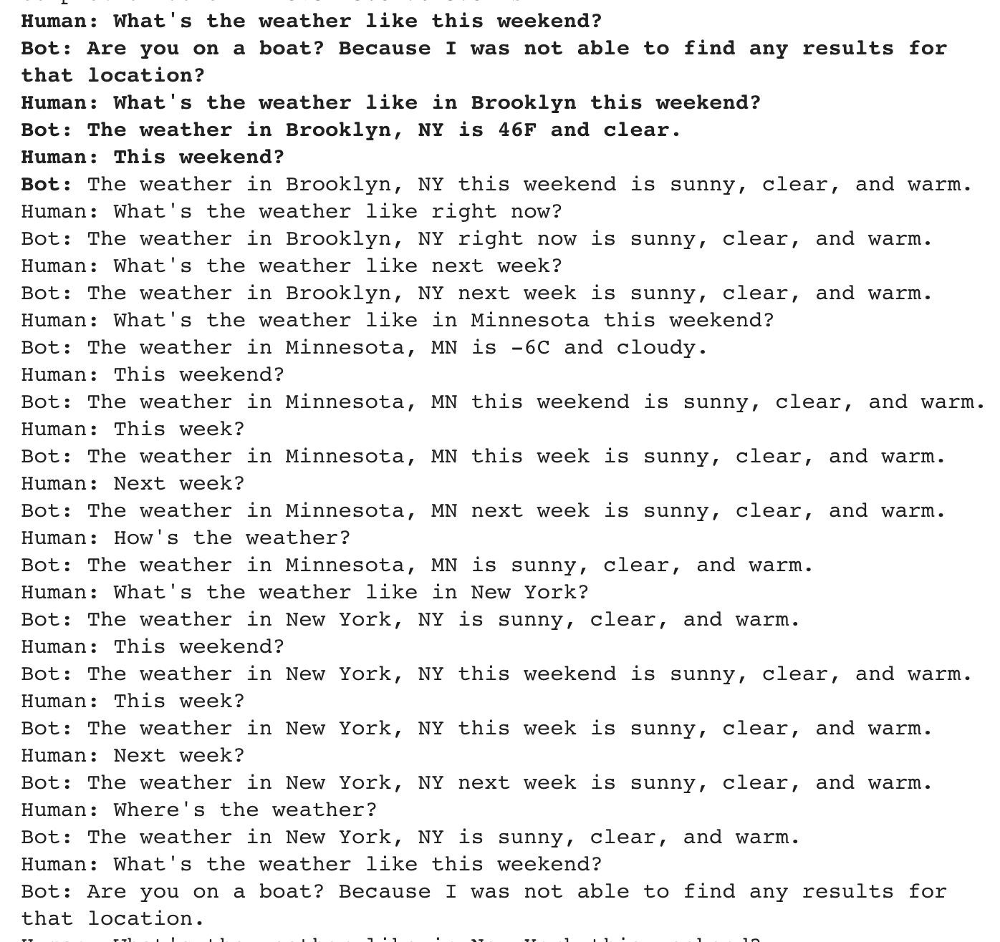 Human: What's the weather like this weekend?
Bot: Are you on a boat? Because I was not able to find any results for
that location?
Human: What's the weather like in Brooklyn this weekend?
Bot: The weather in Brooklyn, NY is 46F and clear.
Human: This weekend?
Bot: The weather in Brooklyn, NY this weekend is sunny, clear, and warm.
Human: What's the weather like right now?
Bot: The weather in Brooklyn, NY right now is sunny, clear, and warm.
Human: What's the weather like next week?
Bot: The weather in Brooklyn, NY next week is sunny, clear, and warm.
Human: What's the weather like in Minnesota this weekend?
Bot: The weather in Minnesota, MN is -6C and cloudy.
Human: This weekend?
Bot: The weather in Minnesota, MN this weekend is sunny, clear, and warm.
Human: This week?
Bot: The weather in Minnesota, MN this week is sunny, clear, and warm.
Human: Next week?
Bot: The weather in Minnesota, MN next week is sunny, clear, and warm.
Human: How's the weather?
Bot: The weather in Minnesota, MN is sunny, clear, and warm.
Human: What's the weather like in New York?
Bot: The weather in New York, NY is sunny, clear, and warm.
Human: This weekend?
Bot: The weather in New York, NY this weekend is sunny, clear, and warm.
Human: This week?
Bot: The weather in New York, NY this week is sunny, clear, and warm.
Human: Next week?
Bot: The weather in New York, NY next week is sunny, clear, and warm.
Human: Where's the weather?
Bot: The weather in New York, NY is sunny, clear, and warm.
Human: What's the weather like this weekend?
Bot: Are you on a boat? Because I was not able to find any results for
that location.
Human: What's the weather like in New York this weekend?